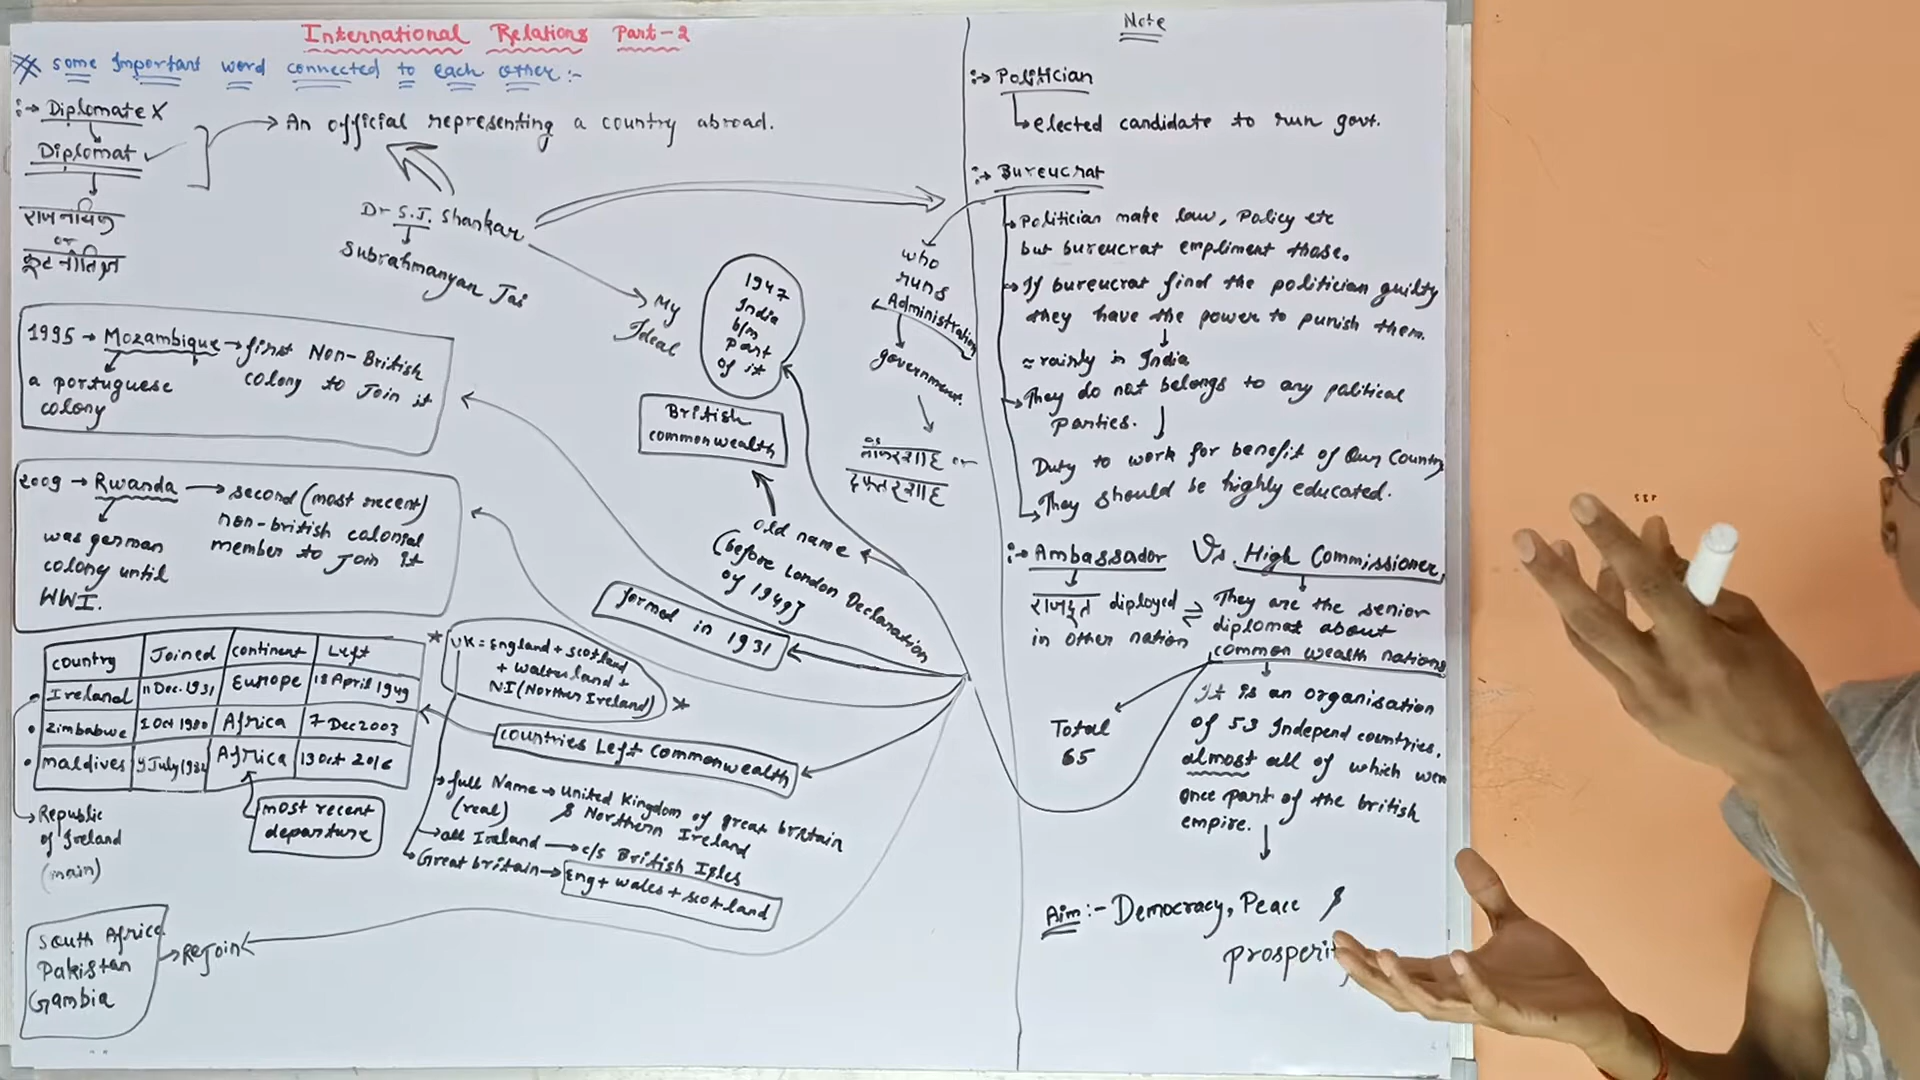 International Relations Part-2
some Important word connected to each other :-
:→ Diplomate X
Diplomat ✓
राजनयिक
or
कूटनीतिज्ञ
→ An official representing a country abroad.
Dr S.J. Shankar
Subrahmanyan Jai
My
Ideal
1947
India
b/m
Part
of it
British
commonwealth
old name
(before London Declaration
of 1949}
formed in 1931
1995 → Mozambique → first Non-British
colony to Join it
a portuguese
colony
2009 → Rwanda → second (most recent)
non-british colonial
member to Join it
was german
colony until
WWI.
country Joined continent Left
Ireland 11 Dec. 1931 Europe 18 April 1949
Zimbabwe 1 Oct 1980 Africa 7 Dec 2003
maldives 9 July 1982 Africa 13 Oct 2016
most recent
departure
Republic
of Ireland
(main)
* UK = England + Scotland
+ walter land +
NI (Northern Ireland) *
countries Left commonwealth
full Name → united kingdom of great britain
(real) & Northern Ireland
→ all Ireland → c/s British Isles
Great britain → Eng + wales + scotland
South Africa
Pakistan
Gambia
→ Rejoin
Note
:→ Politician
→ elected candidate to run govt.
:→ Bureucrat
who
runs
Administration
government.
or
→ Politician make law, policy etc
but bureucrat empliment those.
→ If bureucrat find the politician guilty
they have the power to punish them.
≈ rainly in India
→ They do not belongs to any political
parties.
Duty to work for benefit of Our Country
→ They should be highly educated.
:→ Ambassador Vs. High Commissioner
राजदूत diployed
in other nation
⇌ They are the senior
diplomat about
common wealth nations
Total
65
It is an organisation
of 53 Independ countries,
almost all of which were
once part of the british
empire.
Aim :- Democracy, Peace &